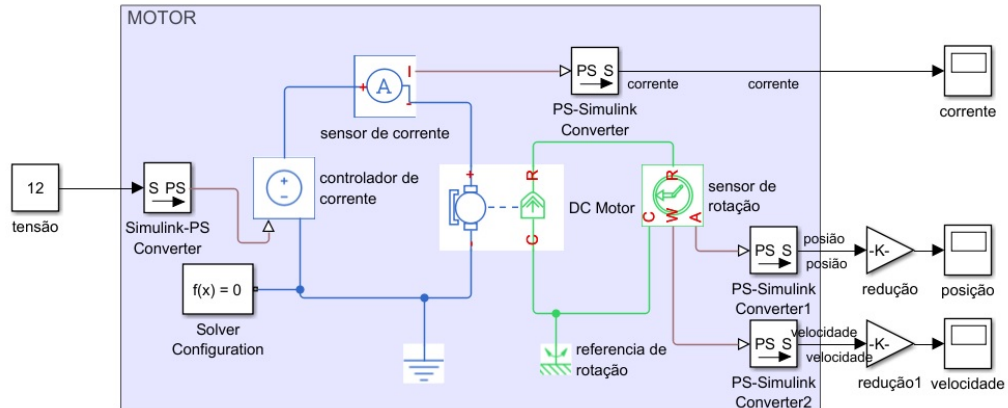 MOTOR
A
I
+
-
sensor de corrente
PS S
PS-Simulink
Converter
corrente
corrente
corrente
12
tensão
S PS
Simulink-PS
Converter
+
-
controlador de
corrente
+
-
R
C
DC Motor
R
C
W
A
sensor de
rotação
f(x) = 0
Solver
Configuration
referencia de
rotação
PS S
PS-Simulink
Converter1
posião
posião
-K-
redução
posição
PS S
PS-Simulink
Converter2
velocidade
velocidade
-K-
redução1
velocidade